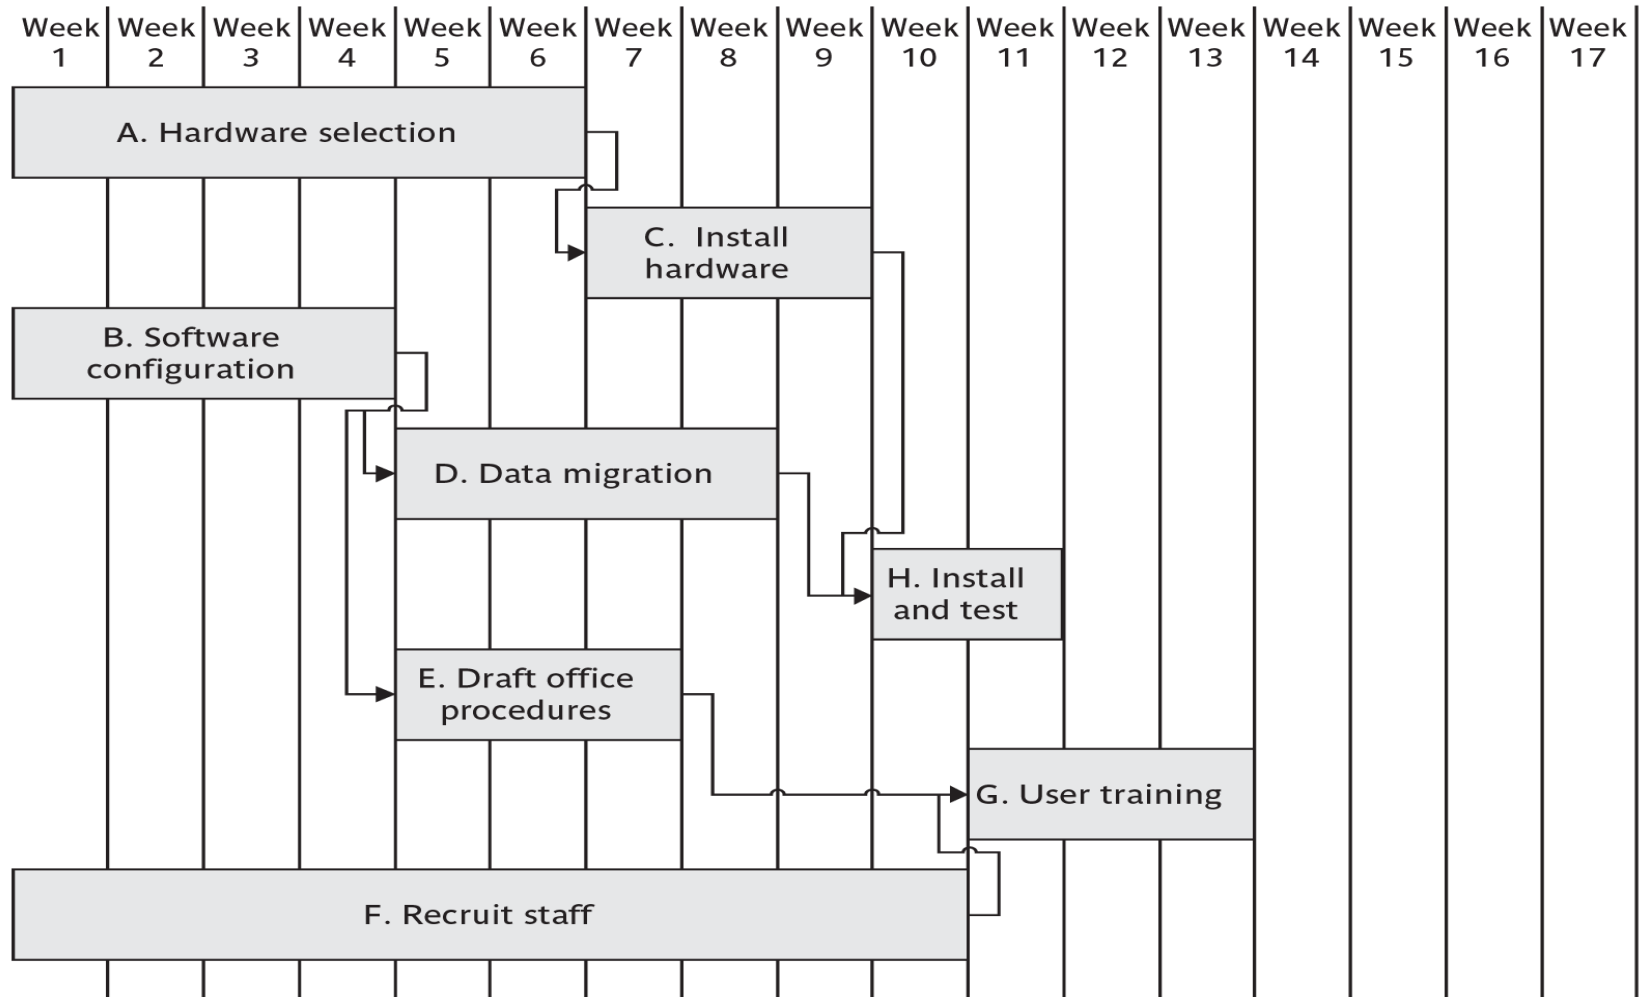 Week Week Week Week Week Week Week Week Week Week Week Week Week Week Week Week Week
1 2 3 4 5 6 7 8 9 10 11 12 13 14 15 16 17
A. Hardware selection
C. Install
hardware
B. Software
configuration
D. Data migration
H. Install
and test
E. Draft office
procedures
G. User training
F. Recruit staff